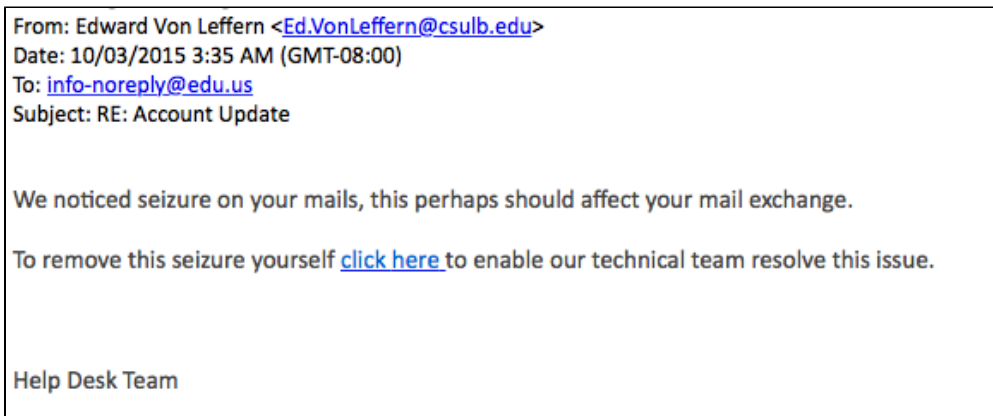 From: Edward Von Leffern <Ed.VonLeffern@csulb.edu>
Date: 10/03/2015 3:35 AM (GMT-08:00)
To: info-noreply@edu.us
Subject: RE: Account Update
We noticed seizure on your mails, this perhaps should affect your mail exchange.
To remove this seizure yourself click here to enable our technical team resolve this issue.
Help Desk Team